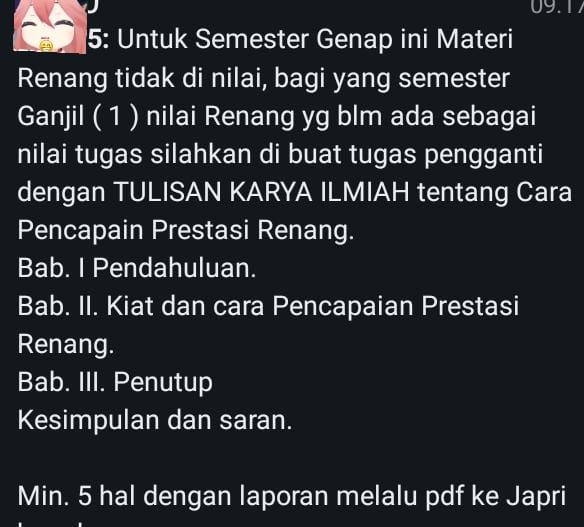 09.17
5: Untuk Semester Genap ini Materi
Renang tidak di nilai, bagi yang semester
Ganjil ( 1 ) nilai Renang yg blm ada sebagai
nilai tugas silahkan di buat tugas pengganti
dengan TULISAN KARYA ILMIAH tentang Cara
Pencapain Prestasi Renang.
Bab. I Pendahuluan.
Bab. II. Kiat dan cara Pencapaian Prestasi
Renang.
Bab. III. Penutup
Kesimpulan dan saran.
Min. 5 hal dengan laporan melalu pdf ke Japri